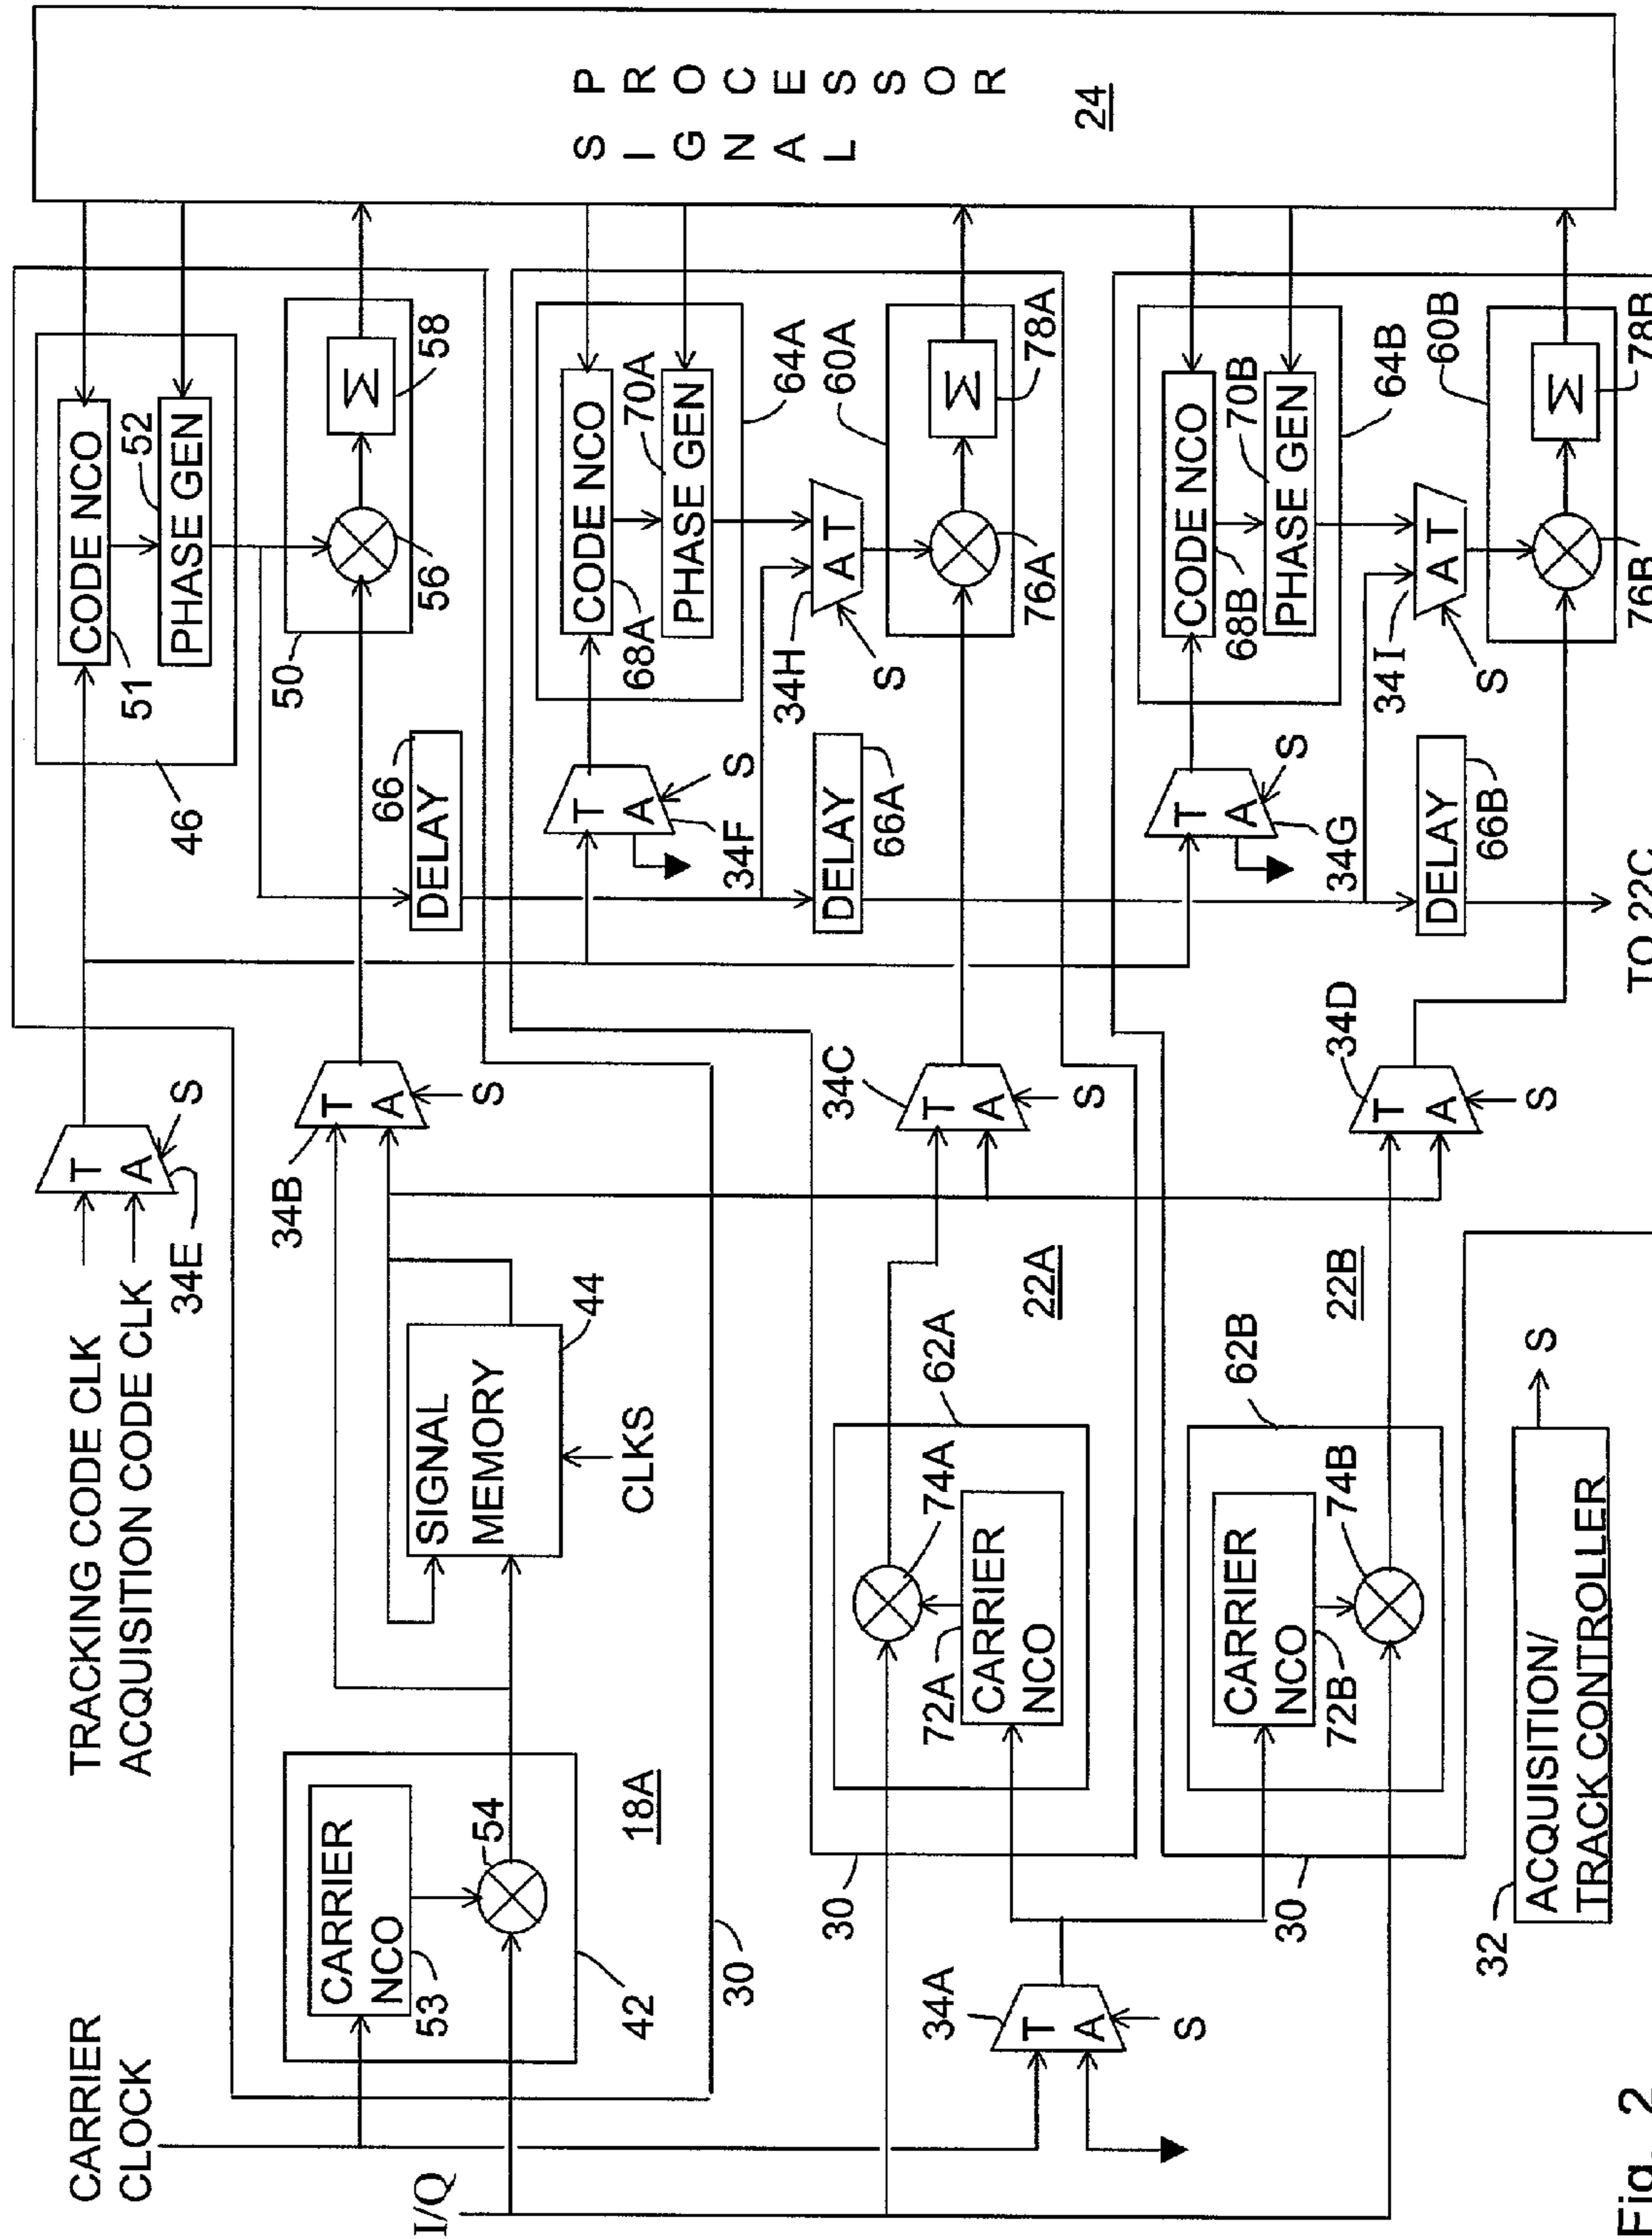 CARRIER
CLOCK
I/Q
TRACKING CODE CLK
ACQUISITION CODE CLK
T
A
S
34E
CARRIER
NCO
53
54
42
18A
30
SIGNAL
MEMORY
44
CLKS
34B
T
A
S
46
CODE NCO
51
52
PHASE GEN
50
56
Σ
58
66
DELAY
T
A
S
34F
CODE NCO
68A
70A
PHASE GEN
64A
34H
A T
S
60A
76A
Σ
78A
DELAY
66A
34C
T
A
S
22A
62A
74A
72A
CARRIER
NCO
30
34A
T
A
S
62B
CARRIER
NCO
72B
74B
22B
30
34D
T
A
S
T
A
S
34G
CODE NCO
68B
70B
PHASE GEN
64B
34I
A T
S
60B
76B
Σ
78B
DELAY
66B
TO 22C
32
ACQUISITION/
TRACK CONTROLLER
S
SIGNAL
PROCESSOR
24
Fig. 2